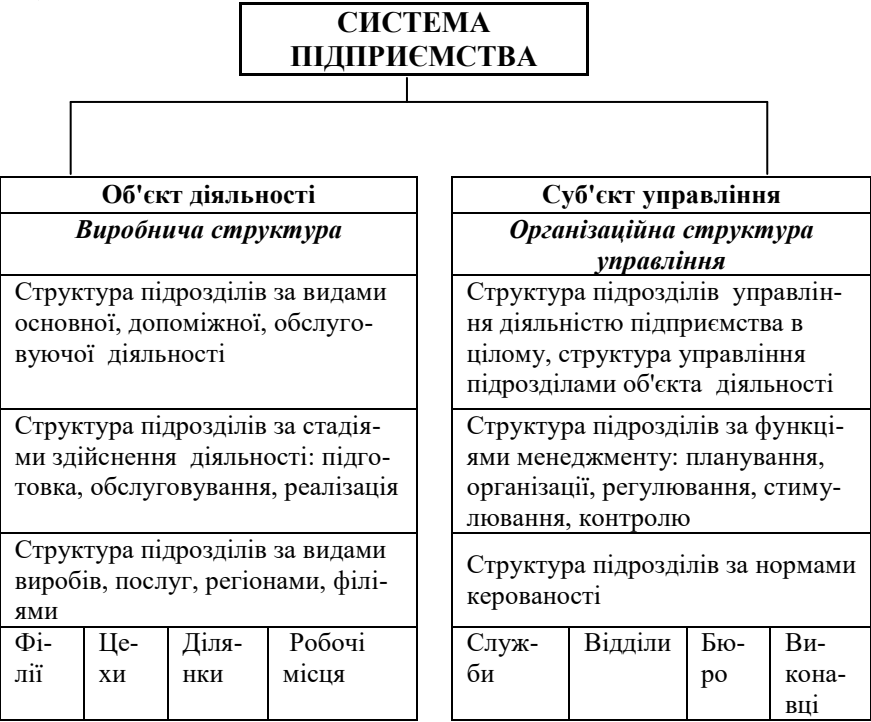 СИСТЕМА
ПІДПРИЄМСТВА
Об'єкт діяльності
Виробнича структура
Структура підрозділів за видами
основної, допоміжної, обслуго-
вуючої діяльності
Структура підрозділів за стадія-
ми здійснення діяльності: підго-
товка, обслуговування, реалізація
Структура підрозділів за видами
виробів, послуг, регіонами, філі-
ями
Фі-
лії
Це-
хи
Діля-
нки
Робочі
місця
Суб'єкт управління
Організаційна структура
управління
Структура підрозділів управлін-
ня діяльністю підприємства в
цілому, структура управління
підрозділами об'єкта діяльності
Структура підрозділів за функці-
ями менеджменту: планування,
організації, регулювання, стиму-
лювання, контролю
Структура підрозділів за нормами
керованості
Служ-
би
Відділи
Бю-
ро
Ви-
кона-
вці